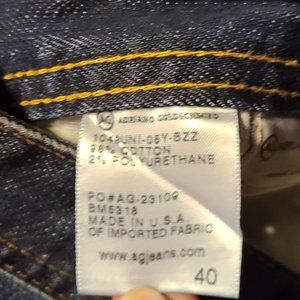 AG ADRIANO GOLDSCHMIED
98% COTTON
2% POLYURETHANE
PO#AG-23109
BM5318
MADE IN U.S.A.
OF IMPORTED FABRIC
www.agjeans.com
40